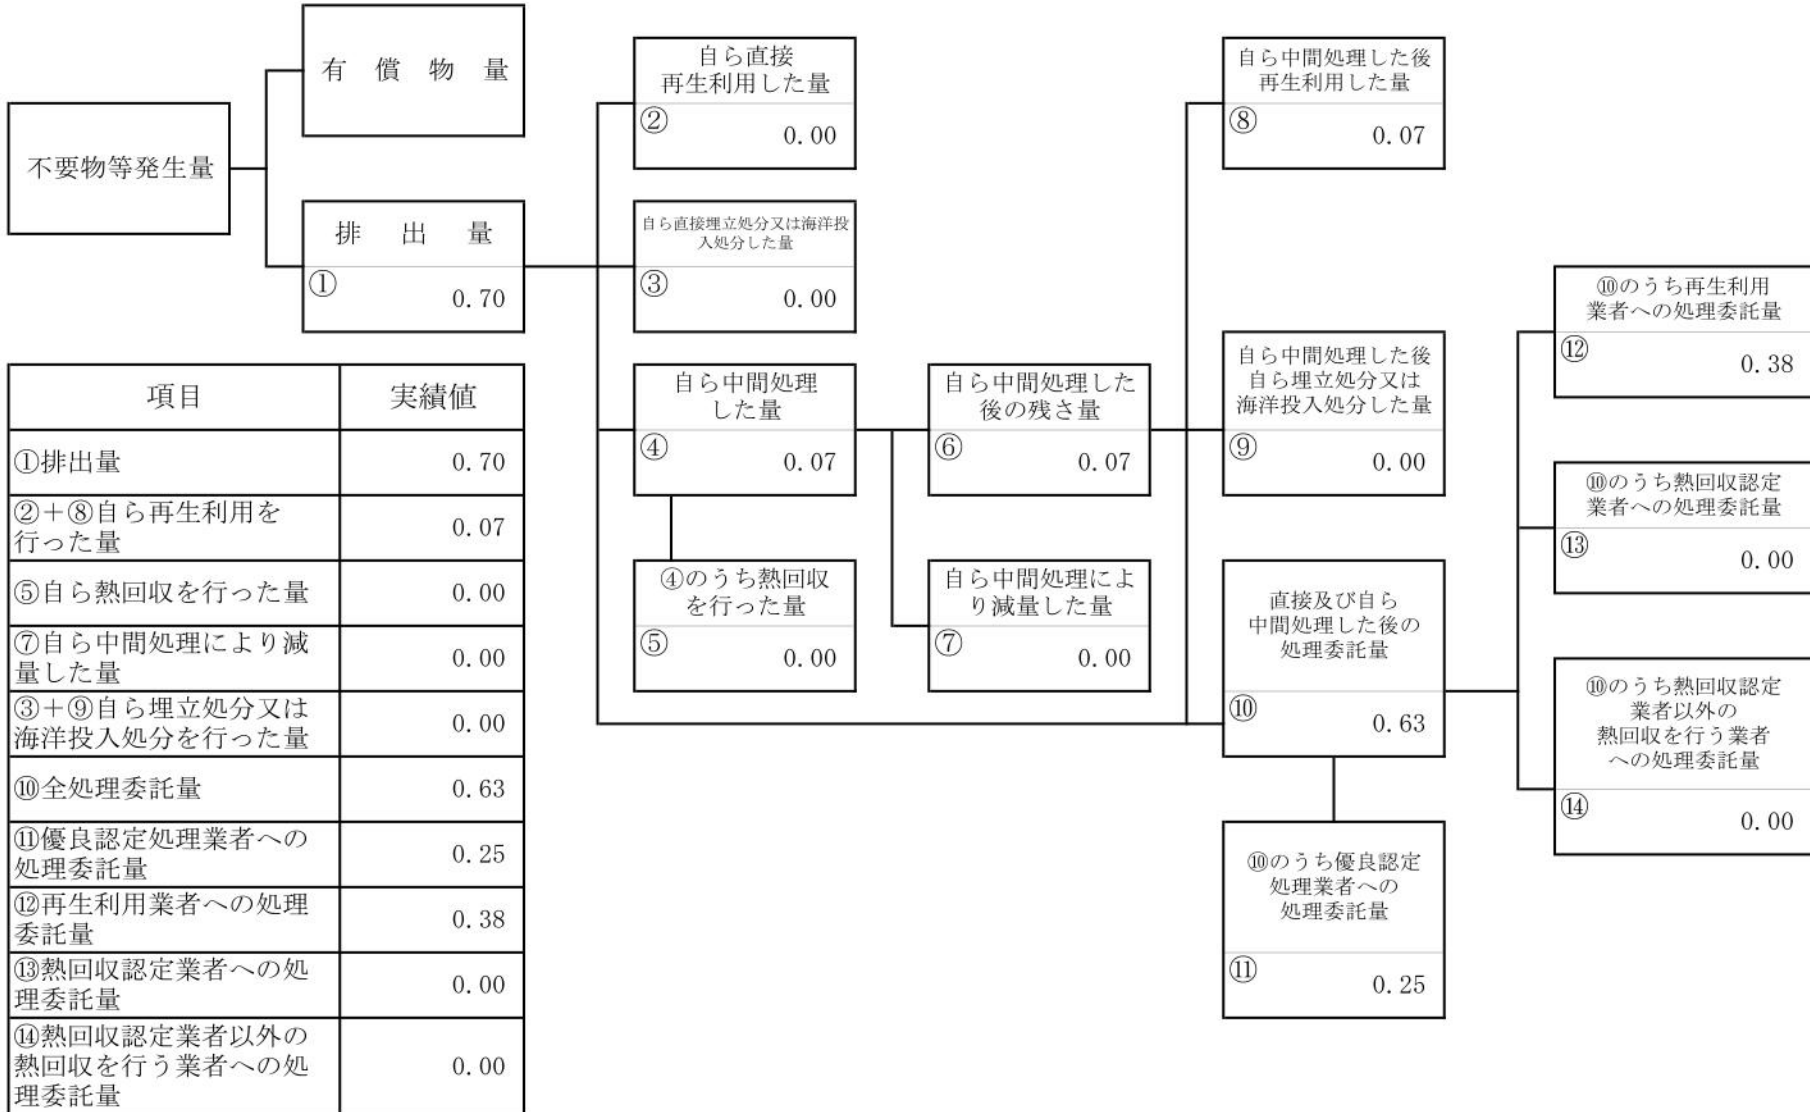 有償物量
不要物等発生量
排出量
①
0.70
自ら直接
再生利用した量
②
0.00
自ら直接埋立処分又は海洋投
入処分した量
③
0.00
自ら中間処理
した量
④
0.07
④のうち熱回収
を行った量
⑤
0.00
自ら中間処理した
後の残さ量
⑥
0.07
自ら中間処理によ
り減量した量
⑦
0.00
自ら中間処理した後
再生利用した量
⑧
0.07
自ら中間処理した後
自ら埋立処分又は
海洋投入処分した量
⑨
0.00
直接及び自ら
中間処理した後の
処理委託量
⑩
0.63
⑩のうち優良認定
処理業者への
処理委託量
⑪
0.25
⑩のうち再生利用
業者への処理委託量
⑫
0.38
⑩のうち熱回収認定
業者への処理委託量
⑬
0.00
⑩のうち熱回収認定
業者以外の
熱回収を行う業者
への処理委託量
⑭
0.00
項目 実績値
①排出量 0.70
②+⑧自ら再生利用を
行った量 0.07
⑤自ら熱回収を行った量 0.00
⑦自ら中間処理により減
量した量 0.00
③+⑨自ら埋立処分又は
海洋投入処分を行った量 0.00
⑩全処理委託量 0.63
⑪優良認定処理業者への
処理委託量 0.25
⑫再生利用業者への処理
委託量 0.38
⑬熱回収認定業者への処
理委託量 0.00
⑭熱回収認定業者以外の
熱回収を行う業者への処
理委託量 0.00